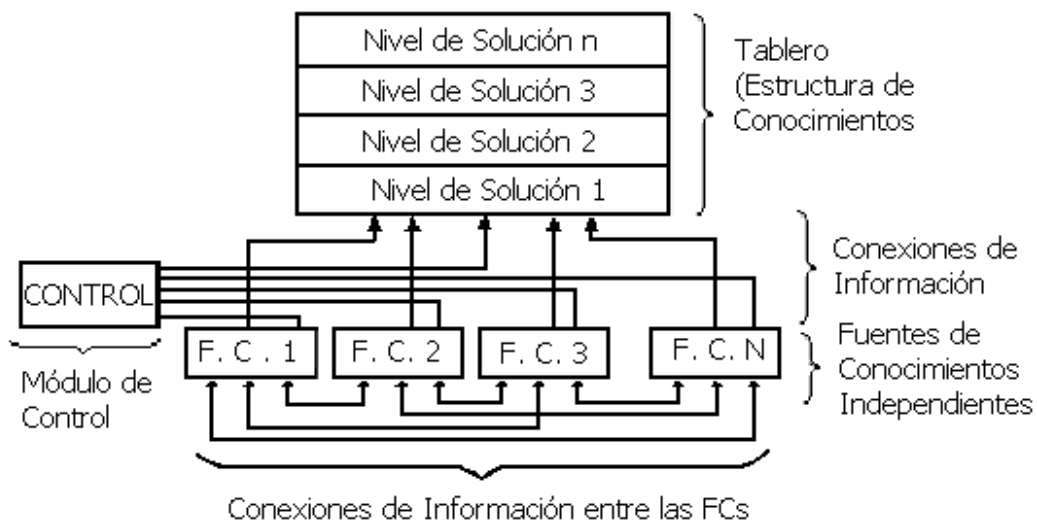 Nivel de Solución n
Nivel de Solución 3
Nivel de Solución 2
Nivel de Solución 1
Tablero
(Estructura de
Conocimientos
Conexiones de
Información
CONTROL
Módulo de
Control
F. C . 1
F. C. 2
F. C. 3
F. C. N
Fuentes de
Conocimientos
Independientes
Conexiones de Información entre las FCs